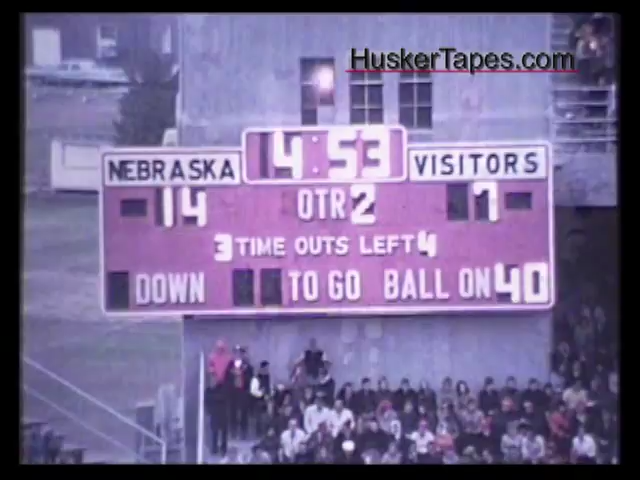 HuskerTapes.com
4:53
NEBRASKA VISITORS
14 QTR 2 7
3 TIME OUTS LEFT 4
DOWN TO GO BALL ON 40